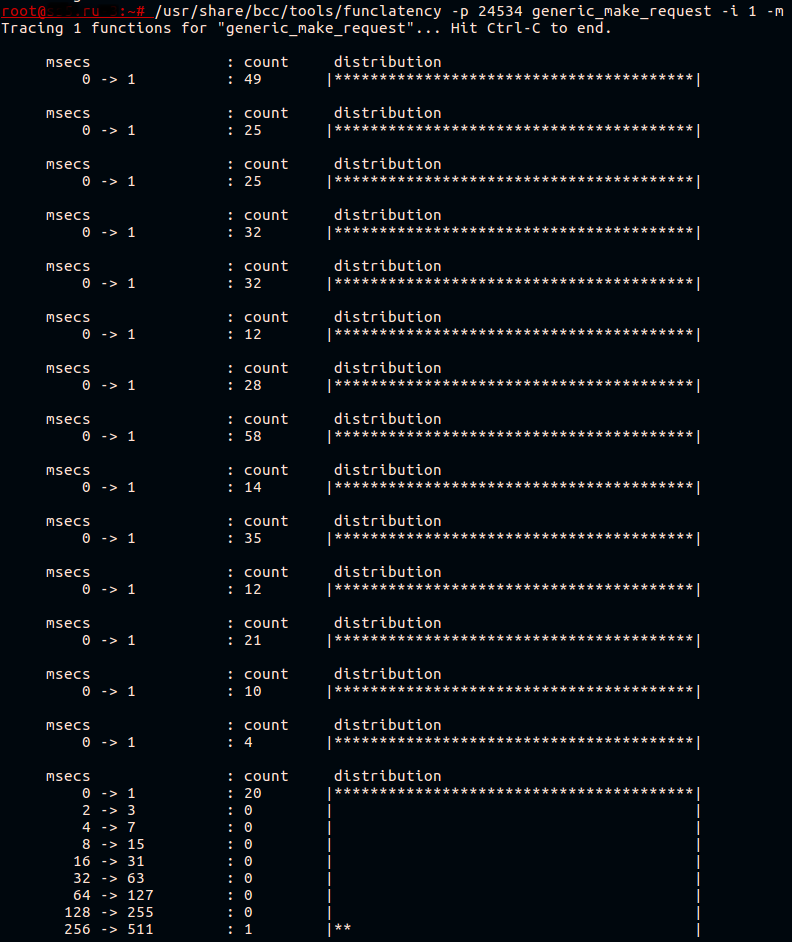 root@ .ru :~# /usr/share/bcc/tools/funclatency -p 24534 generic_make_request -i 1 -m
Tracing 1 functions for "generic_make_request"... Hit Ctrl-C to end.
msecs : count distribution
0 -> 1 : 49 |****************************************|
msecs : count distribution
0 -> 1 : 25 |****************************************|
msecs : count distribution
0 -> 1 : 25 |****************************************|
msecs : count distribution
0 -> 1 : 32 |****************************************|
msecs : count distribution
0 -> 1 : 32 |****************************************|
msecs : count distribution
0 -> 1 : 12 |****************************************|
msecs : count distribution
0 -> 1 : 28 |****************************************|
msecs : count distribution
0 -> 1 : 58 |****************************************|
msecs : count distribution
0 -> 1 : 14 |****************************************|
msecs : count distribution
0 -> 1 : 35 |****************************************|
msecs : count distribution
0 -> 1 : 12 |****************************************|
msecs : count distribution
0 -> 1 : 21 |****************************************|
msecs : count distribution
0 -> 1 : 10 |****************************************|
msecs : count distribution
0 -> 1 : 4 |****************************************|
msecs : count distribution
0 -> 1 : 20 |****************************************|
2 -> 3 : 0 | |
4 -> 7 : 0 | |
8 -> 15 : 0 | |
16 -> 31 : 0 | |
32 -> 63 : 0 | |
64 -> 127 : 0 | |
128 -> 255 : 0 | |
256 -> 511 : 1 |** |